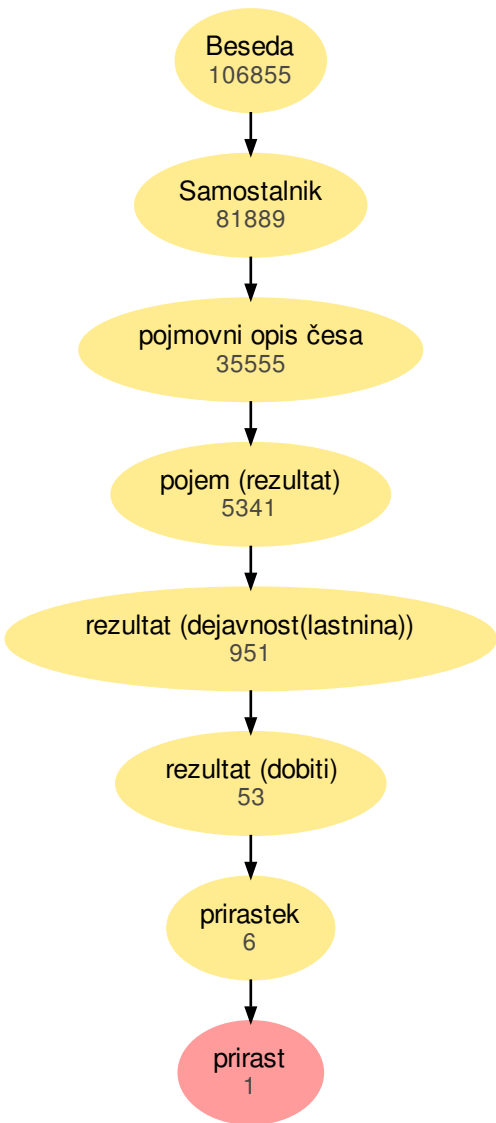 Beseda
106855
Samostalnik
81889
pojmovni opis česa
35555
pojem (rezultat)
5341
rezultat (dejavnost(lastnina))
951
rezultat (dobiti)
53
prirastek
6
prirast
1